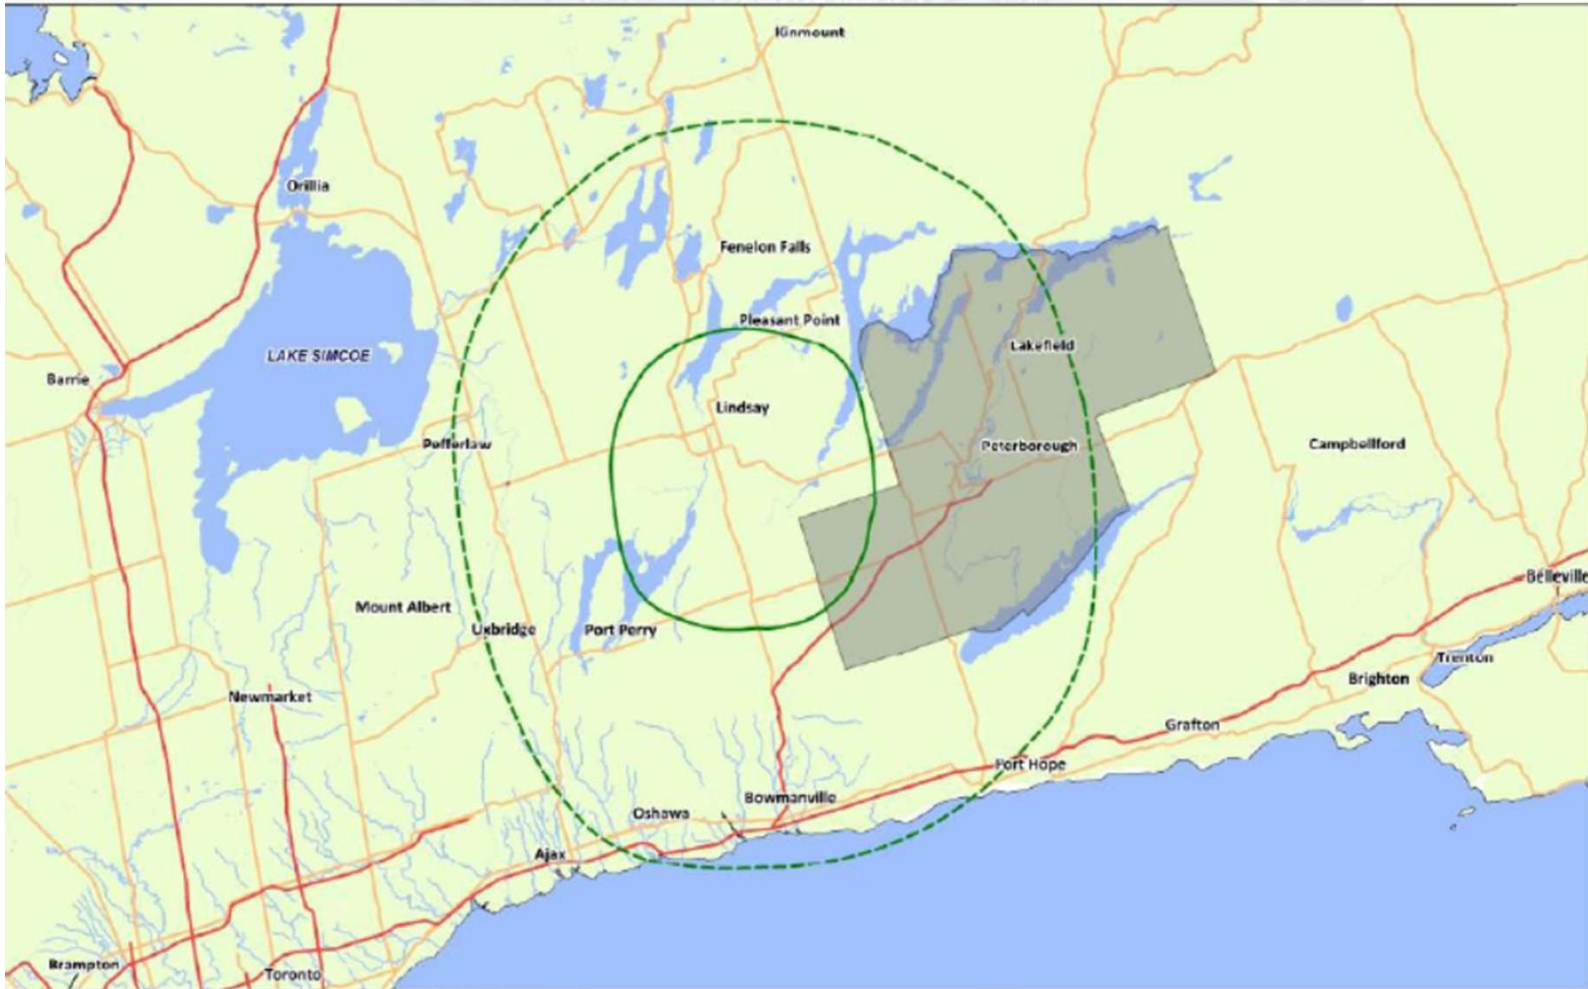 Kinmount
Orillia
Fenelon Falls
Pleasant Point
Lakefield
LAKE SIMCOE
Barrie
Lindsay
Pefferlaw
Peterborough
Campbellford
Belleville
Mount Albert
Uxbridge
Port Perry
Trenton
Brighton
Newmarket
Grafton
Port Hope
Bowmanville
Oshawa
Ajax
Brampton
Toronto